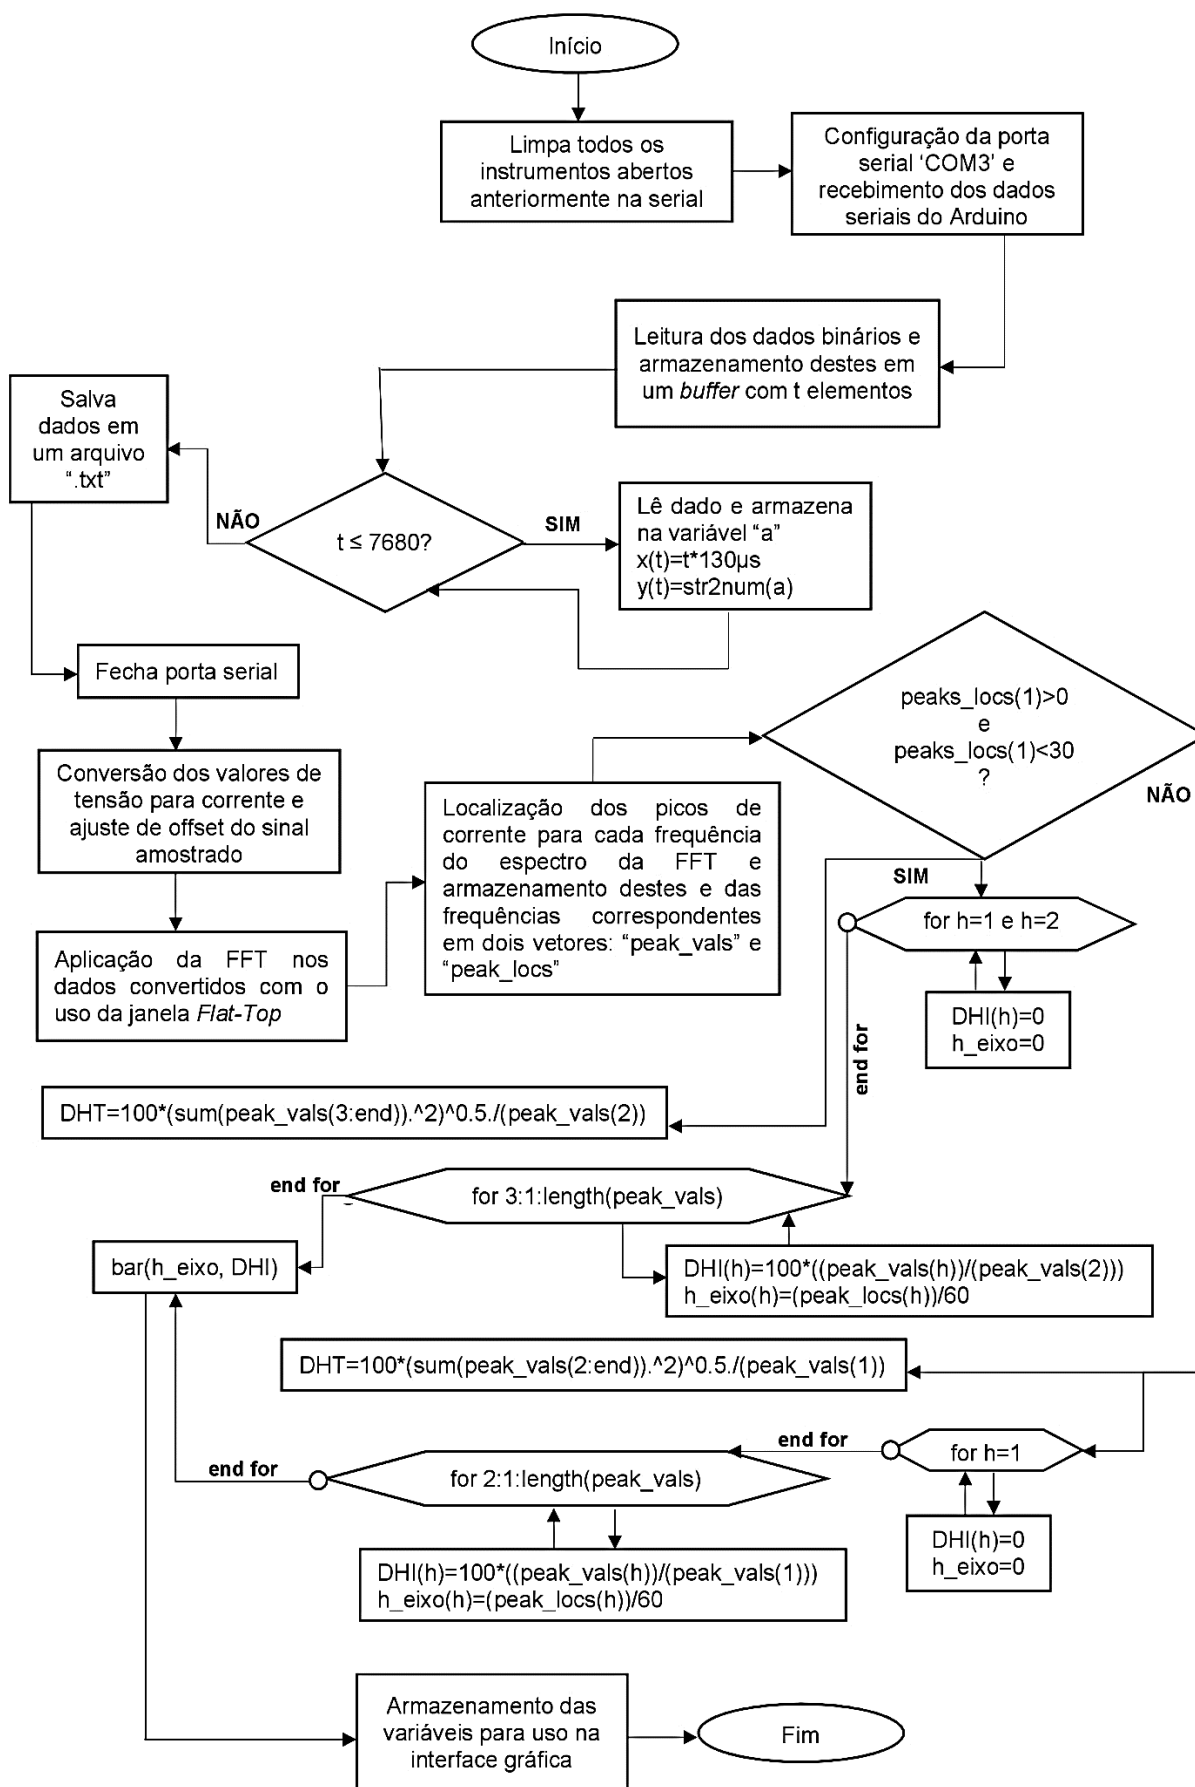 Início
Limpa todos os
instrumentos abertos
anteriormente na serial
Configuração da porta
serial ‘COM3’ e
recebimento dos dados
seriais do Arduino
Leitura dos dados binários e
armazenamento destes em
um buffer com t elementos
Salva
dados em
um arquivo
“.txt”
NÃO
t ≤ 7680?
SIM
Lê dado e armazena
na variável “a”
x(t)=t*130µs
y(t)=str2num(a)
Fecha porta serial
Conversão dos valores de
tensão para corrente e
ajuste de offset do sinal
amostrado
Aplicação da FFT nos
dados convertidos com o
uso da janela Flat-Top
Localização dos picos de
corrente para cada frequência
do espectro da FFT e
armazenamento destes e das
frequências correspondentes
em dois vetores: “peak_vals” e
“peak_locs”
peaks_locs(1)>0
e
peaks_locs(1)<30
?
NÃO
SIM
for h=1 e h=2
DHI(h)=0
h_eixo=0
end for
DHT=100*(sum(peak_vals(3:end)).^2)^0.5./(peak_vals(2))
end for
for 3:1:length(peak_vals)
DHI(h)=100*((peak_vals(h))/(peak_vals(2)))
h_eixo(h)=(peak_locs(h))/60
bar(h_eixo, DHI)
DHT=100*(sum(peak_vals(2:end)).^2)^0.5./(peak_vals(1))
for h=1
end for
DHI(h)=0
h_eixo=0
for 2:1:length(peak_vals)
end for
DHI(h)=100*((peak_vals(h))/(peak_vals(1)))
h_eixo(h)=(peak_locs(h))/60
Armazenamento das
variáveis para uso na
interface gráfica
Fim